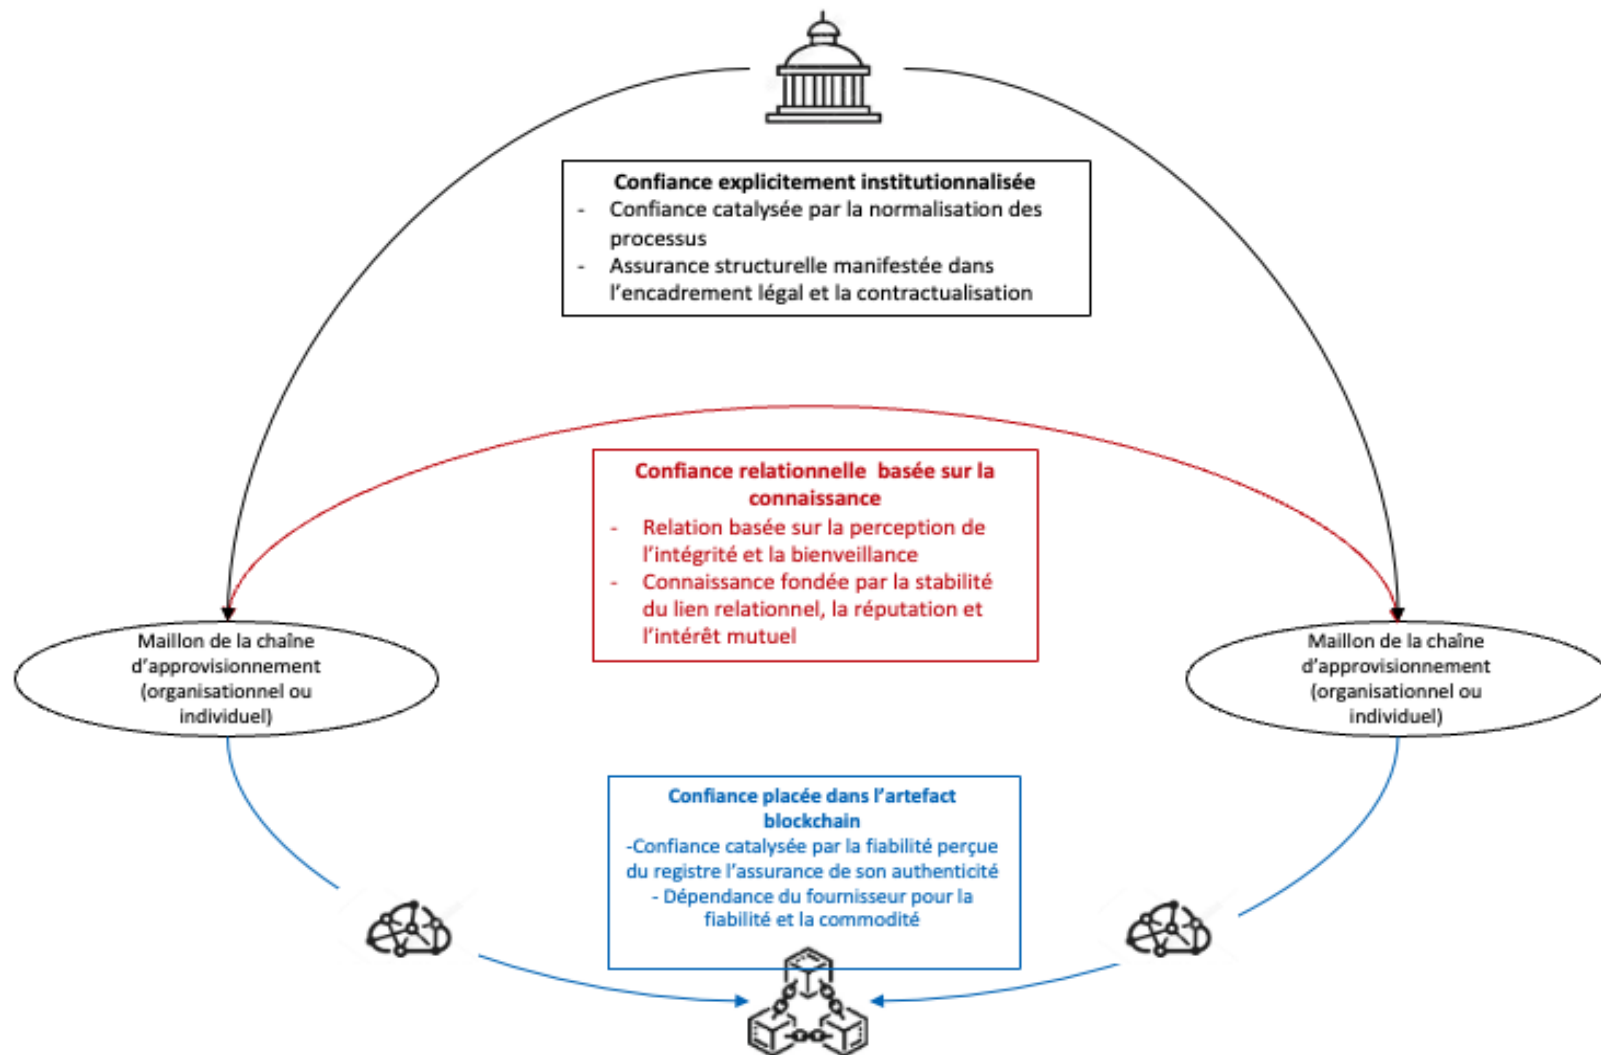 Confiance explicitement institutionnalisée
- Confiance catalysée par la normalisation des
processus
- Assurance structurelle manifestée dans
l'encadrement légal et la contractualisation
Confiance relationnelle basée sur la
connaissance
- Relation basée sur la perception de
l'intégrité et la bienveillance
- Connaissance fondée par la stabilité
du lien relationnel, la réputation et
l'intérêt mutuel
Maillon de la chaîne
d'approvisionnement
(organisationnel ou
individuel)
Maillon de la chaîne
d'approvisionnement
(organisationnel ou
individuel)
Confiance placée dans l'artefact
blockchain
-Confiance catalysée par la fiabilité perçue
du registre l'assurance de son authenticité
- Dépendance du fournisseur pour la
fiabilité et la commodité